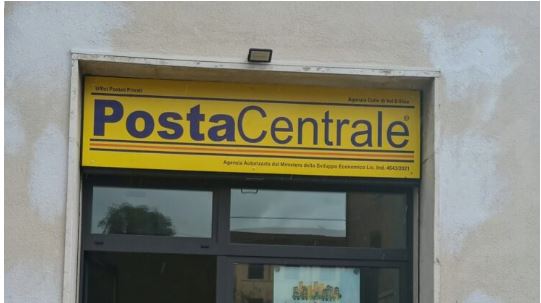 Uffici Postali Privati
Agenzia Colle di Val D'Elsa
PostaCentrale®
Agenzia Autorizzata dal Ministero dello Sviluppo Economico Lic. Ind. 4543/2021